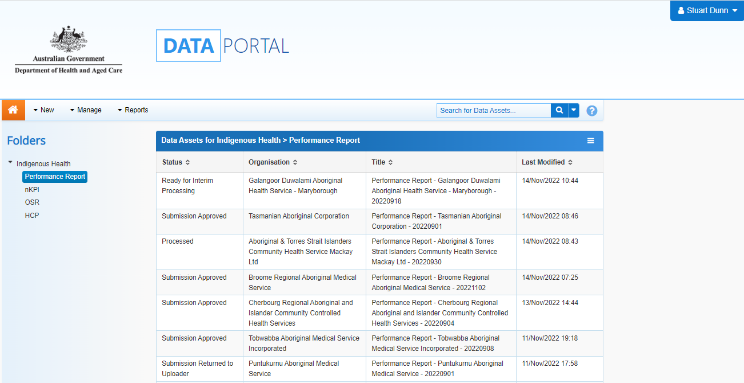 Stuart Dunn
Australian Government
Department of Health and Aged Care
DATA PORTAL
New Manage Reports
Search for Data Assets...
?
Folders
Indigenous Health
Performance Report
nKPI
OSR
HCP
Data Assets for Indigenous Health > Performance Report
Status Organisation Title Last Modified
Ready for Interim Galangoor Duwalami Aboriginal Performance Report - Galangoor Duwalami 14/Nov/2022 10:44
Processing Health Service - Maryborough Aboriginal Health Service - Maryborough -
20220918
Submission Approved Tasmanian Aboriginal Corporation Performance Report - Tasmanian Aboriginal 14/Nov/2022 08:46
Corporation - 20220901
Processed Aboriginal & Torres Strait Islanders Performance Report - Aboriginal & Torres 14/Nov/2022 08:43
Community Health Service Mackay Strait Islanders Community Health Service
Ltd Mackay Ltd - 20220930
Submission Approved Broome Regional Aboriginal Medical Performance Report - Broome Regional 14/Nov/2022 07:25
Service Aboriginal Medical Service - 20221102
Submission Approved Cherbourg Regional Aboriginal and Performance Report - Cherbourg Regional 13/Nov/2022 14:44
Islander Community Controlled Aboriginal and Islander Community Controlled
Health Services Health Services - 20220904
Submission Approved Tobwabba Aboriginal Medical Service Performance Report - Tobwabba Aboriginal 11/Nov/2022 19:18
Incorporated Medical Service Incorporated - 20220908
Submission Returned to Puntukurnu Aboriginal Medical Performance Report - Puntukurnu Aboriginal 11/Nov/2022 17:58
Uploader Service Medical Service - 20220901